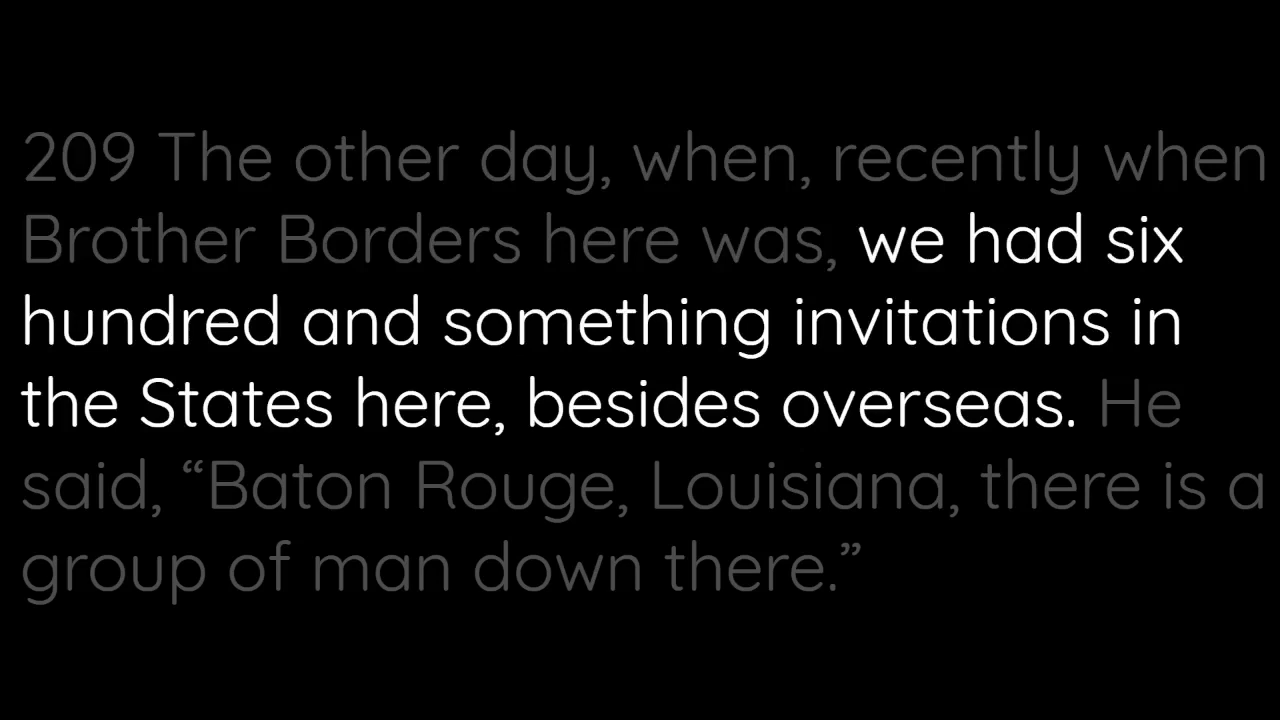 209 The other day, when, recently when
Brother Borders here was, we had six
hundred and something invitations in
the States here, besides overseas. He
said, “Baton Rouge, Louisiana, there is a
group of man down there.”